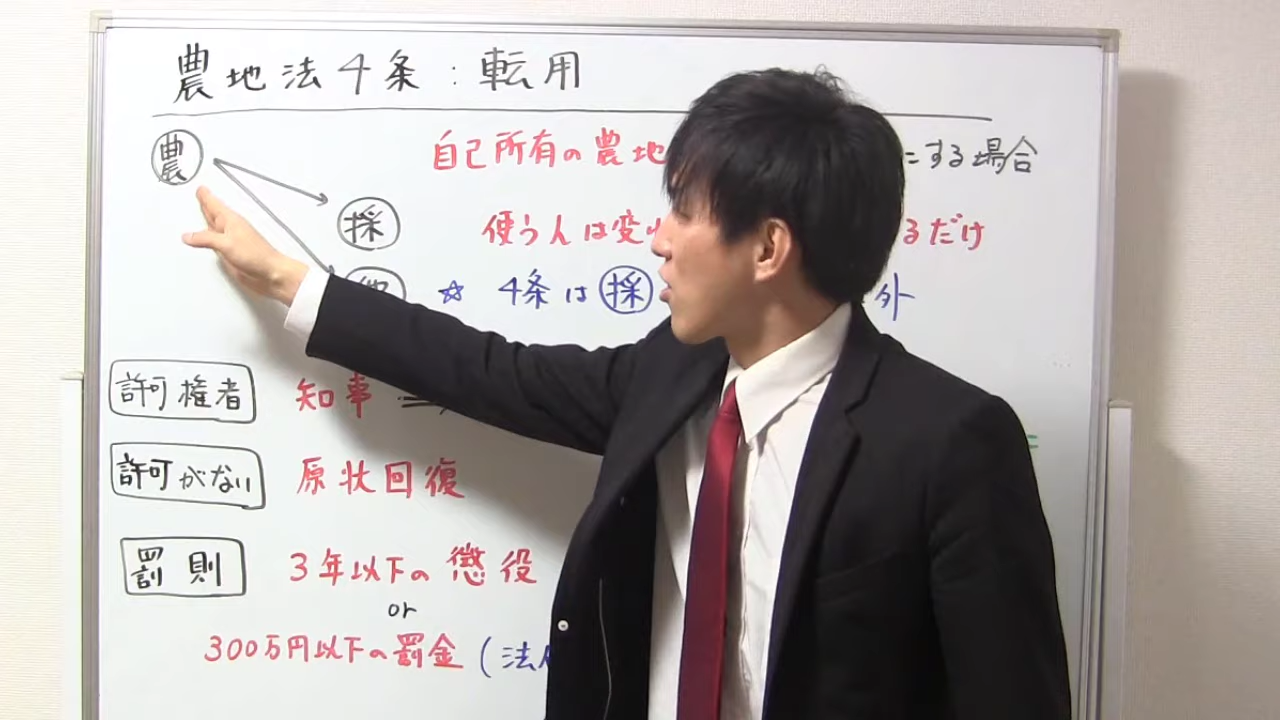 農地法4条:転用
農
自己所有の農地 にする場合
採
使う人は変わ るだけ
☆ 4条は採 外
許可権者 知事
許可がない 原状回復
罰則 3年以下の懲役
or
300万円以下の罰金(法人